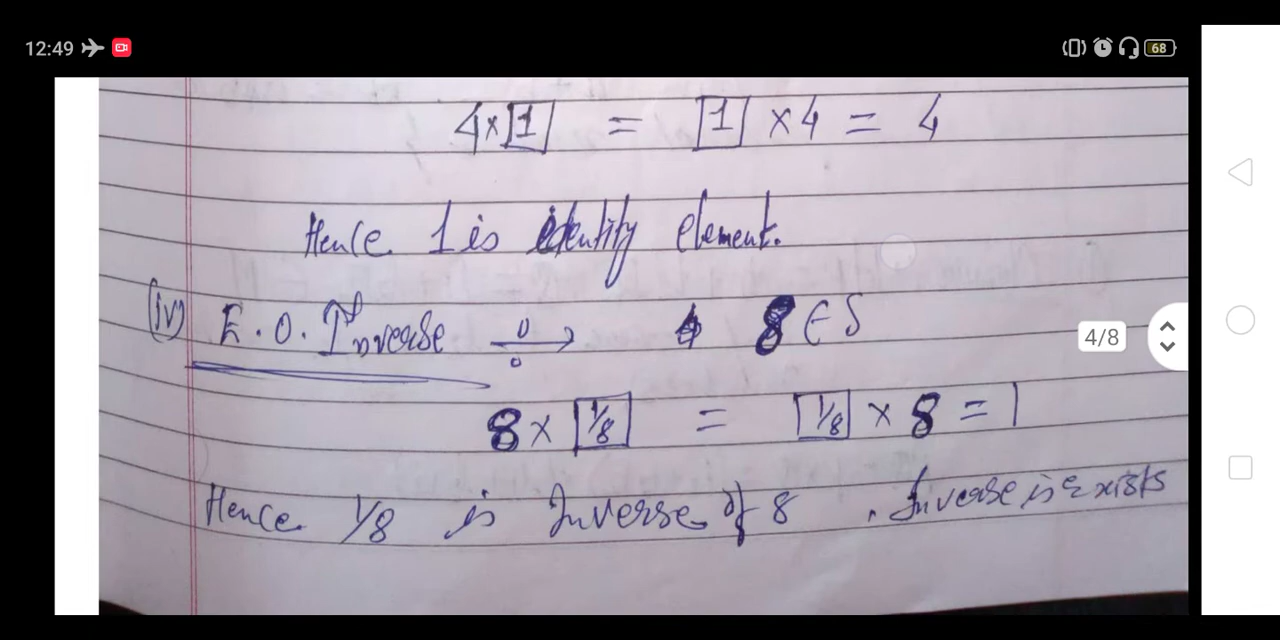 12:49
68
4 × 1 = 1 × 4 = 4
Hence 1 is identity element.
(iv) E. O. Inverse → 8 ∈ S
4/8
8 × 1/8 = 1/8 × 8 = 1
Hence 1/8 is Inverse of 8 . Inverse is exists